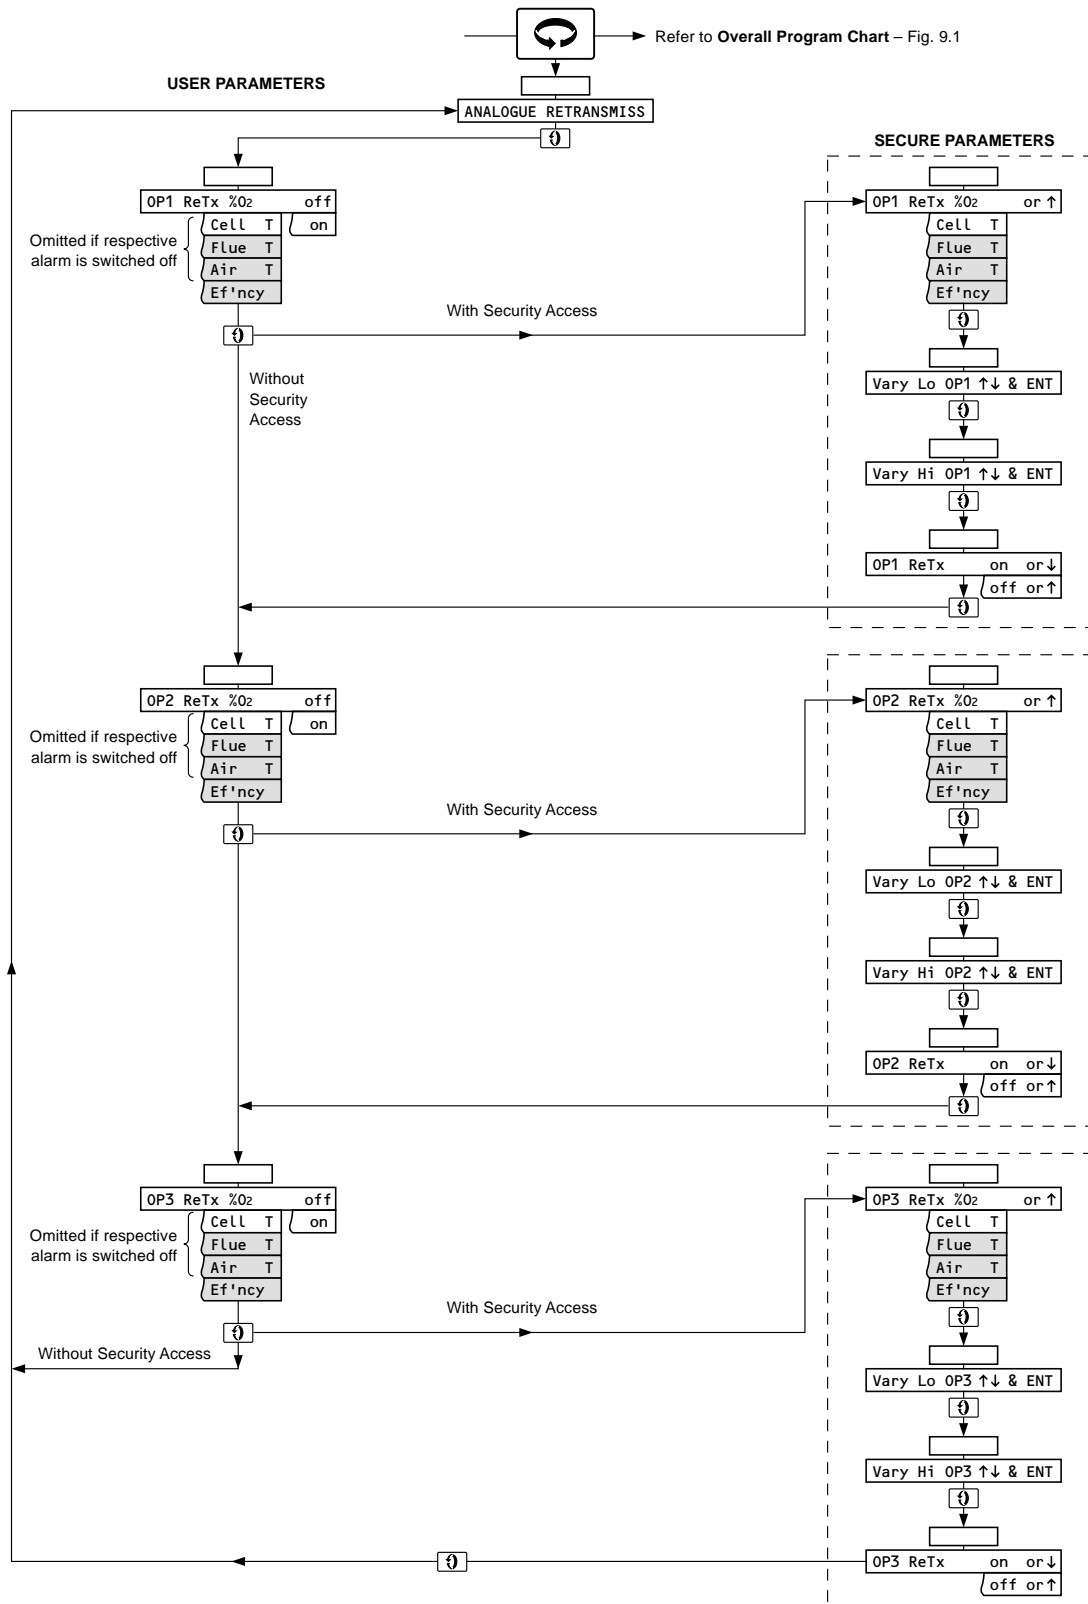 Refer to Overall Program Chart – Fig. 9.1
USER PARAMETERS
ANALOGUE RETRANSMISS
SECURE PARAMETERS
OP1 ReTx %O2 off
on
Cell T
Flue T
Air T
Ef'ncy
Omitted if respective
alarm is switched off
With Security Access
Without
Security
Access
OP1 ReTx %O2 or ↑
Cell T
Flue T
Air T
Ef'ncy
Vary Lo OP1 ↑↓ & ENT
Vary Hi OP1 ↑↓ & ENT
OP1 ReTx on or↓
off or↑
OP2 ReTx %O2 off
on
Cell T
Flue T
Air T
Ef'ncy
Omitted if respective
alarm is switched off
With Security Access
OP2 ReTx %O2 or ↑
Cell T
Flue T
Air T
Ef'ncy
Vary Lo OP2 ↑↓ & ENT
Vary Hi OP2 ↑↓ & ENT
OP2 ReTx on or↓
off or↑
OP3 ReTx %O2 off
on
Cell T
Flue T
Air T
Ef'ncy
Omitted if respective
alarm is switched off
With Security Access
Without Security Access
OP3 ReTx %O2 or ↑
Cell T
Flue T
Air T
Ef'ncy
Vary Lo OP3 ↑↓ & ENT
Vary Hi OP3 ↑↓ & ENT
OP3 ReTx on or↓
off or↑